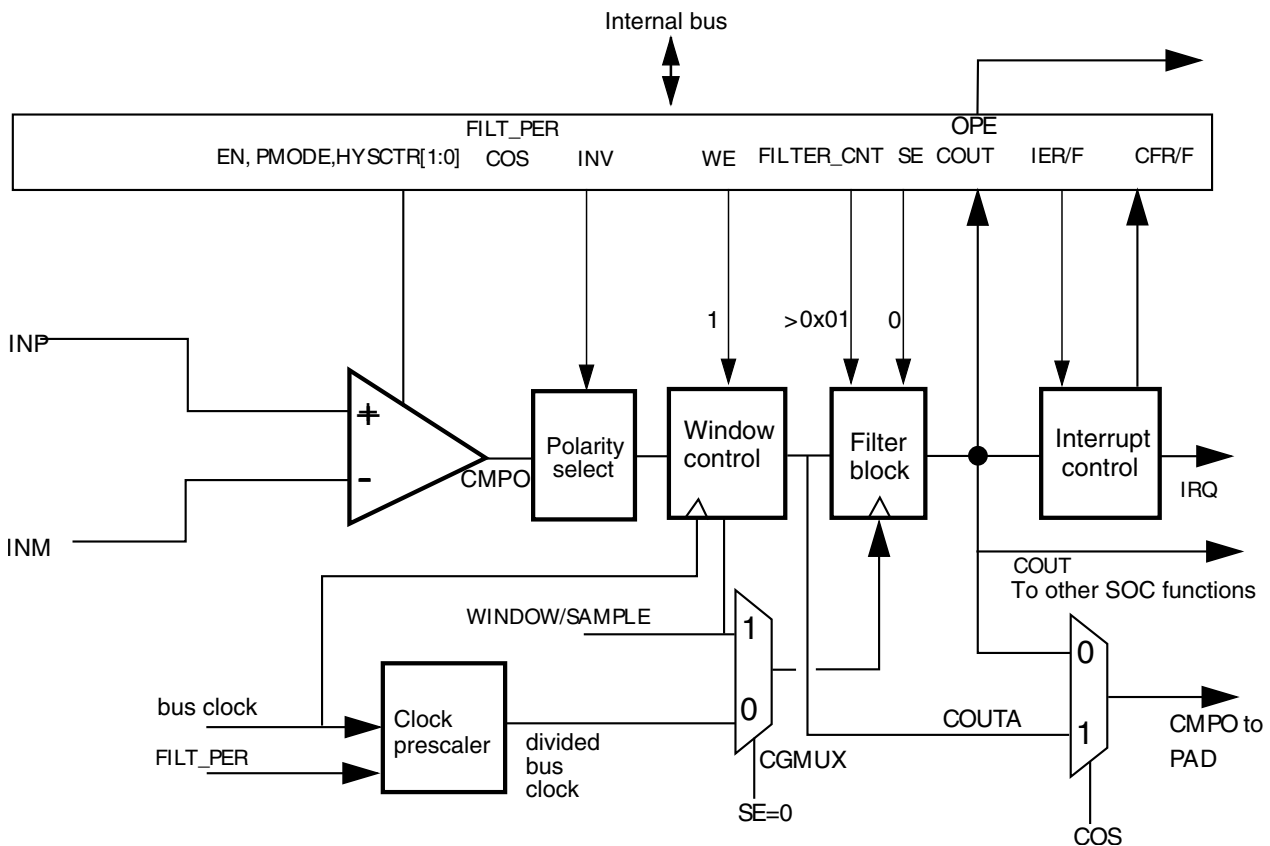 Internal bus
FILT_PER
OPE
EN, PMODE,HYSCTR[1:0]
COS
INV
WE
FILTER_CNT
SE
COUT
IER/F
CFR/F
1
>0x01
0
INP
+
-
INM
CMPO
Polarity
select
Window
control
Filter
block
Interrupt
control
IRQ
COUT
To other SOC functions
WINDOW/SAMPLE
1
0
CGMUX
SE=0
bus clock
FILT_PER
Clock
prescaler
divided
bus
clock
COUTA
0
1
CMPO to
PAD
COS